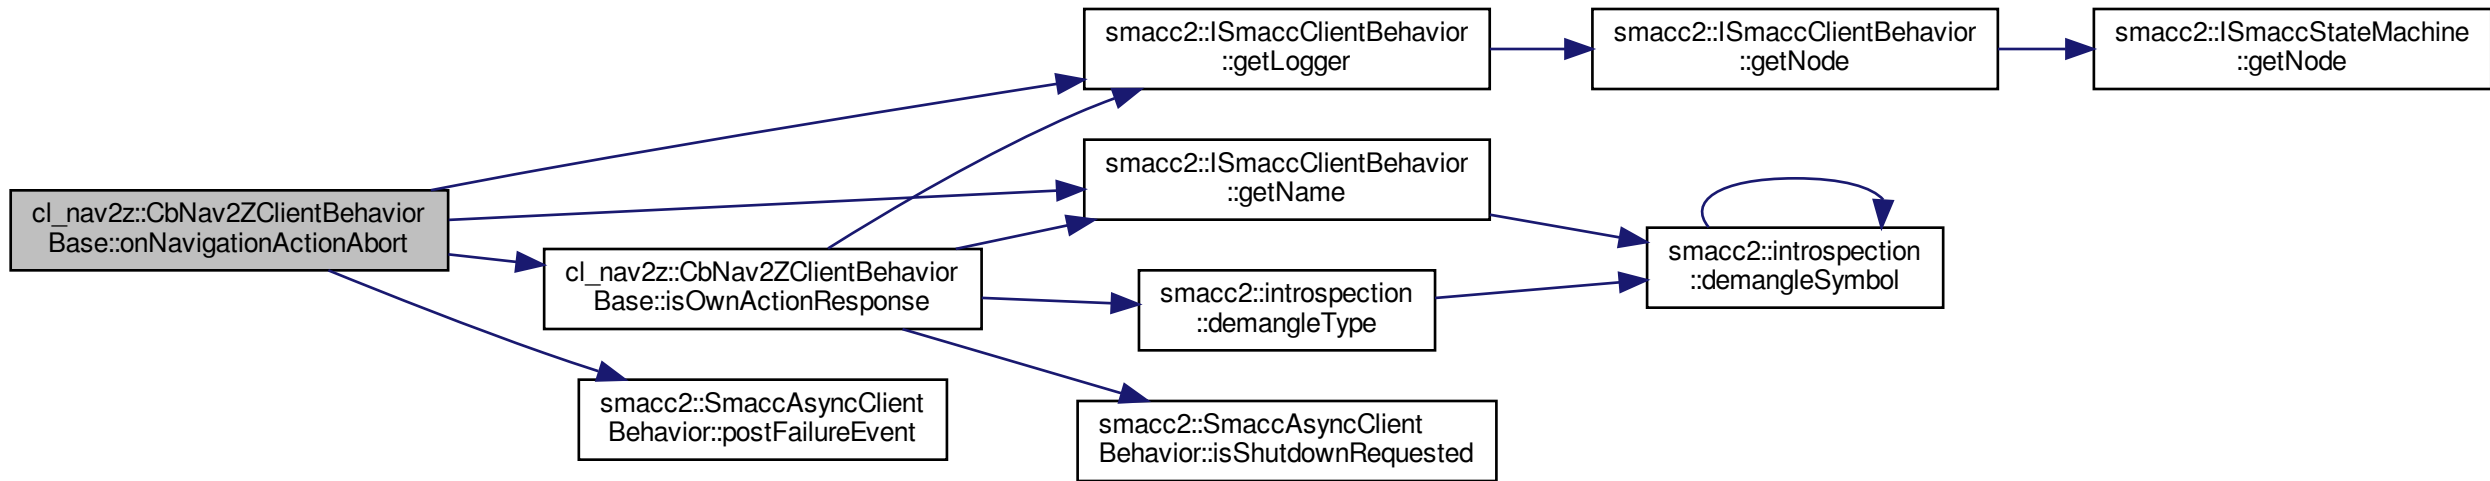 smacc2::ISmaccClientBehavior
::getLogger
smacc2::ISmaccClientBehavior
::getNode
smacc2::ISmaccStateMachine
::getNode
smacc2::ISmaccClientBehavior
::getName
cl_nav2z::CbNav2ZClientBehavior
Base::onNavigationActionAbort
cl_nav2z::CbNav2ZClientBehavior
Base::isOwnActionResponse
smacc2::introspection
::demangleType
smacc2::introspection
::demangleSymbol
smacc2::SmaccAsyncClient
Behavior::postFailureEvent
smacc2::SmaccAsyncClient
Behavior::isShutdownRequested